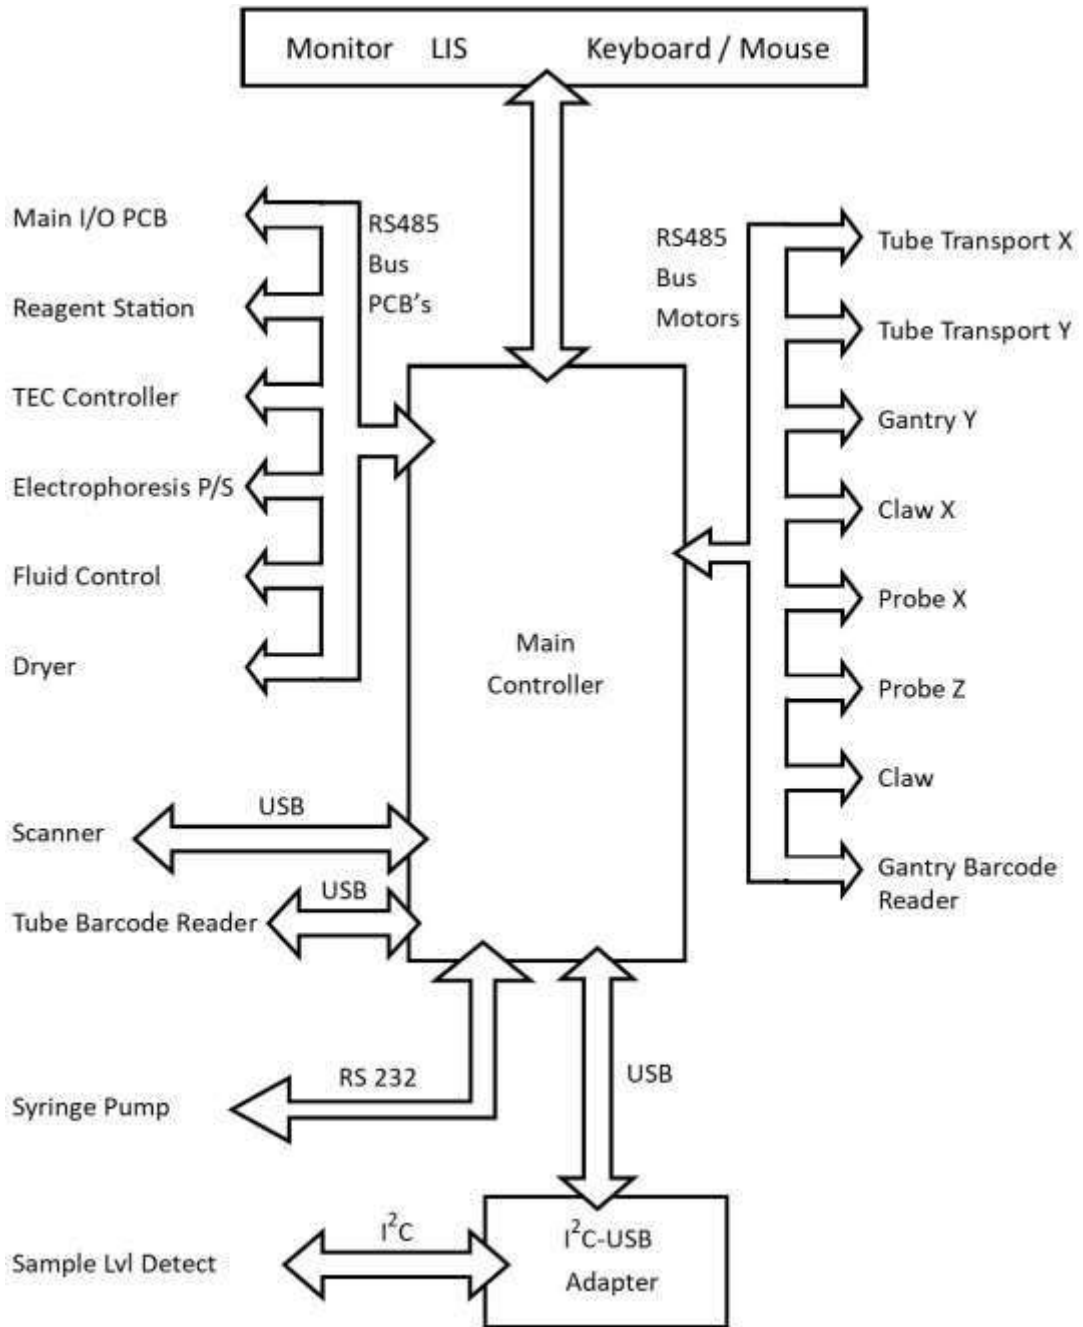 Monitor LIS Keyboard / Mouse
Main I/O PCB
Reagent Station
TEC Controller
Electrophoresis P/S
Fluid Control
Dryer
RS485
Bus
PCB's
RS485
Bus
Motors
Tube Transport X
Tube Transport Y
Gantry Y
Claw X
Probe X
Probe Z
Claw
Gantry Barcode
Reader
Main
Controller
Scanner
USB
Tube Barcode Reader
USB
Syringe Pump
RS 232
USB
Sample Lvl Detect
I²C
I²C-USB
Adapter